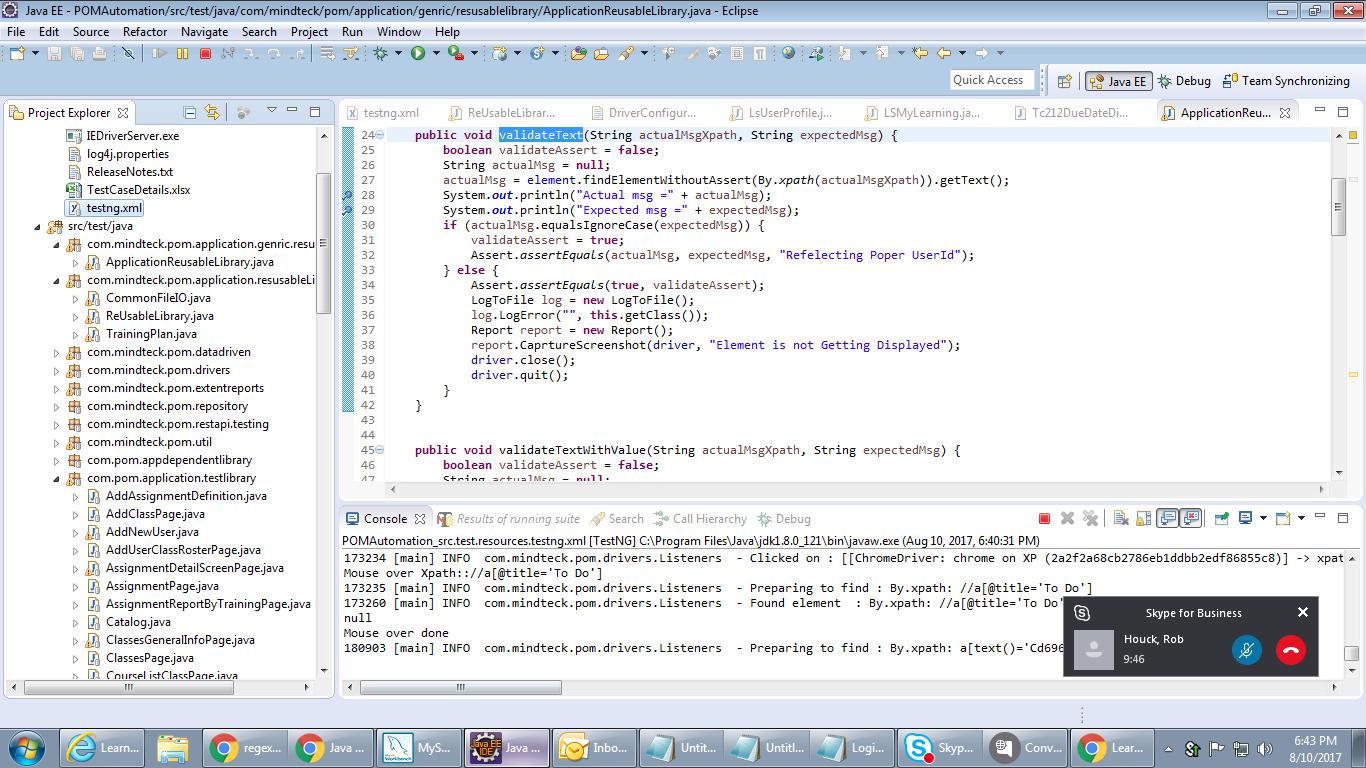 Java EE - POMAutomation/src/test/java/com/mindteck/pom/application/genric/resusablelibrary/ApplicationReusableLibrary.java - Eclipse
File Edit Source Refactor Navigate Search Project Run Window Help
Quick Access
Java EE
Debug
Team Synchronizing
Project Explorer
IEDriverServer.exe
log4j.properties
ReleaseNotes.txt
TestCaseDetails.xlsx
testng.xml
src/test/java
com.mindteck.pom.application.genric.resu
ApplicationReusableLibrary.java
com.mindteck.pom.application.resusableLi
CommonFileIO.java
ReUsableLibrary.java
TrainingPlan.java
com.mindteck.pom.datadriven
com.mindteck.pom.drivers
com.mindteck.pom.extentreports
com.mindteck.pom.repository
com.mindteck.pom.restapi.testing
com.mindteck.pom.util
com.pom.appdependentlibrary
com.pom.application.testlibrary
AddAssignmentDefinition.java
AddClassPage.java
AddNewUser.java
AddUserClassRosterPage.java
AssignmentDetailScreenPage.java
AssignmentPage.java
AssignmentReportByTrainingPage.java
Catalog.java
ClassesGeneralInfoPage.java
ClassesPage.java
CourseListClassPage.java
testng.xml ReUsableLibrar... DriverConfigur... LsUserProfile.j... LSMyLearning.ja... Tc212DueDateDi... ApplicationReu...
24 public void validateText(String actualMsgXpath, String expectedMsg) {
25 boolean validateAssert = false;
26 String actualMsg = null;
27 actualMsg = element.findElementWithoutAssert(By.xpath(actualMsgXpath)).getText();
28 System.out.println("Actual msg =" + actualMsg);
29 System.out.println("Expected msg =" + expectedMsg);
30 if (actualMsg.equalsIgnoreCase(expectedMsg)) {
31 validateAssert = true;
32 Assert.assertEquals(actualMsg, expectedMsg, "Refelecting Poper UserId");
33 } else {
34 Assert.assertEquals(true, validateAssert);
35 LogToFile log = new LogToFile();
36 log.LogError("", this.getClass());
37 Report report = new Report();
38 report.CaprtureScreenshot(driver, "Element is not Getting Displayed");
39 driver.close();
40 driver.quit();
41 }
42 }
43
44
45 public void validateTextWithValue(String actualMsgXpath, String expectedMsg) {
46 boolean validateAssert = false;
47 String actualMsg = null;
Console Results of running suite Search Call Hierarchy Debug
POMAutomation_src.test.resources.testng.xml [TestNG] C:\Program Files\Java\jdk1.8.0_121\bin\javaw.exe (Aug 10, 2017, 6:40:31 PM)
173234 [main] INFO com.mindteck.pom.drivers.Listeners - Clicked on : [[ChromeDriver: chrome on XP (2a2f2a68cb2786eb1ddbb2edf86855c8)] -> xpat
Mouse over Xpath:://a[@title='To Do']
173235 [main] INFO com.mindteck.pom.drivers.Listeners - Preparing to find : By.xpath: //a[@title='To Do']
173260 [main] INFO com.mindteck.pom.drivers.Listeners - Found element : By.xpath: //a[@title='To Do'
null
Mouse over done
180903 [main] INFO com.mindteck.pom.drivers.Listeners - Preparing to find : By.xpath: a[text()='Cd696
Skype for Business
Houck, Rob
9:46
Learn... regex... Java ... MyS... Java ... Inbo... Untit... Untitl... Logi... Skyp... Conv... Lear...
6:43 PM
8/10/2017